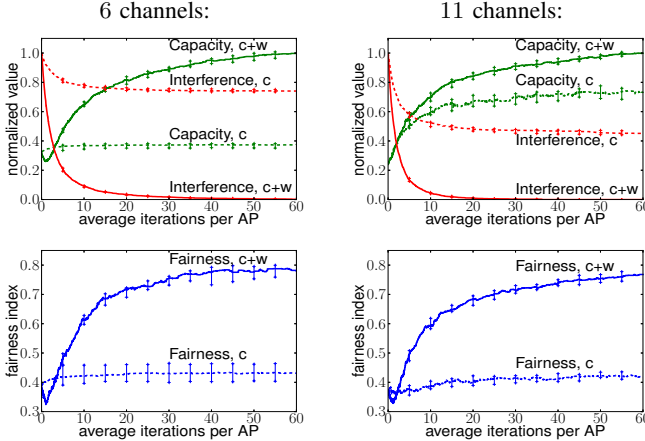 6 channels:
11 channels:
normalized value
1.0
0.8
0.6
0.4
0.2
0.0
Capacity, c+w
Interference, c
Capacity, c
Interference, c+w
0 10 20 30 40 50 60
average iterations per AP
normalized value
1.0
0.8
0.6
0.4
0.2
0.0
Capacity, c+w
Capacity, c
Interference, c
Interference, c+w
0 10 20 30 40 50 60
average iterations per AP
fairness index
0.8
0.7
0.6
0.5
0.4
0.3
Fairness, c+w
Fairness, c
0 10 20 30 40 50 60
average iterations per AP
fairness index
0.8
0.7
0.6
0.5
0.4
0.3
Fairness, c+w
Fairness, c
0 10 20 30 40 50 60
average iterations per AP